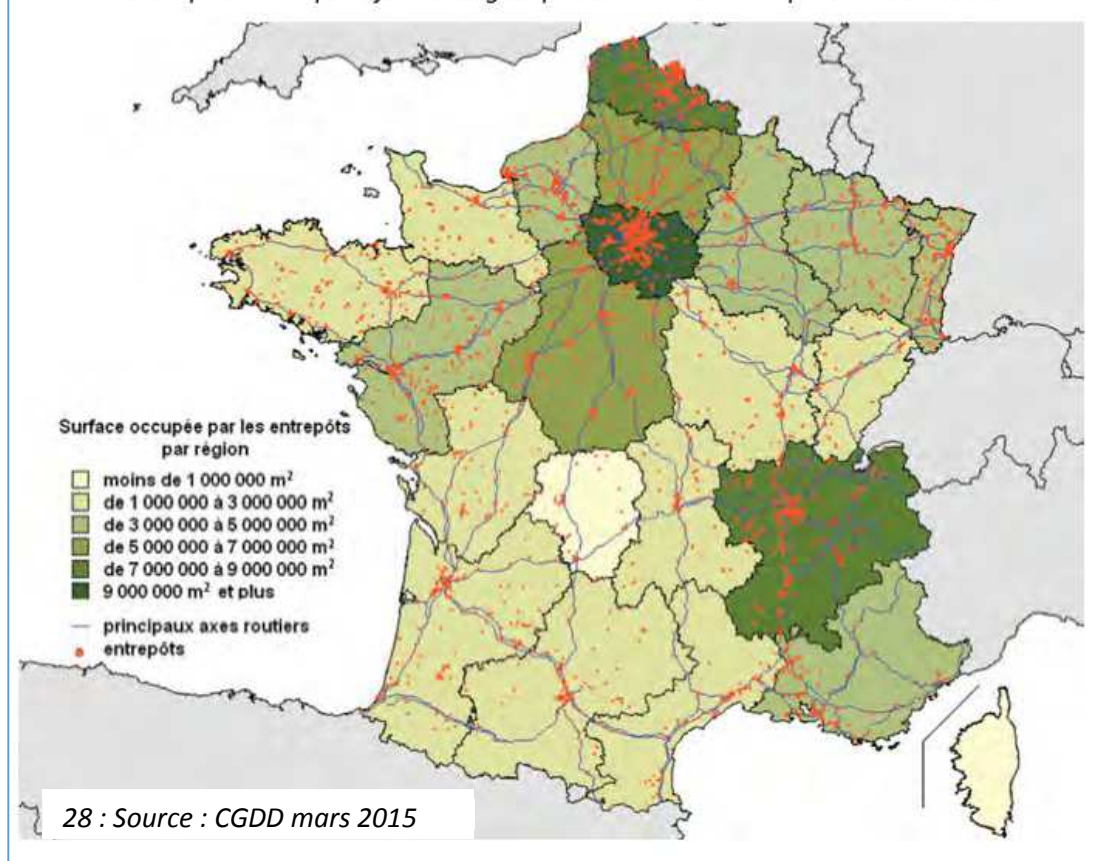 Surface occupée par les entrepôts
par région
moins de 1 000 000 m²
de 1 000 000 à 3 000 000 m²
de 3 000 000 à 5 000 000 m²
de 5 000 000 à 7 000 000 m²
de 7 000 000 à 9 000 000 m²
9 000 000 m² et plus
principaux axes routiers
entrepôts
28 : Source : CGDD mars 2015